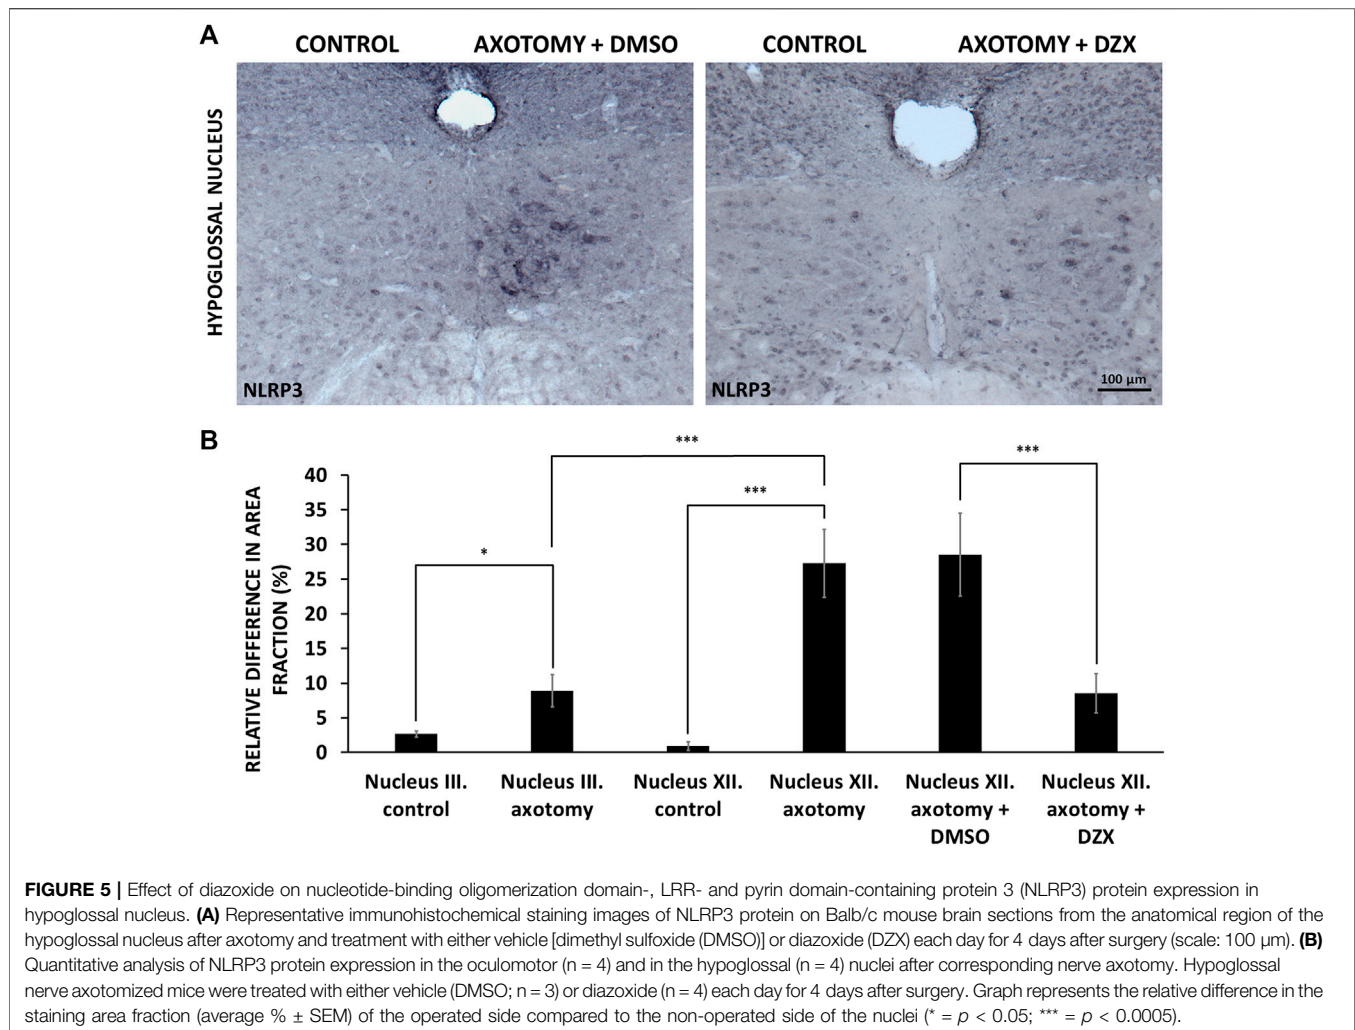 A
CONTROL AXOTOMY + DMSO CONTROL AXOTOMY + DZX
HYPOGLOSSAL NUCLEUS
NLRP3 NLRP3 100 µm
B
RELATIVE DIFFERENCE IN AREA
FRACTION (%)
40
35
30
25
20
15
10
5
0
*
***
***
***
Nucleus III.
control
Nucleus III.
axotomy
Nucleus XII.
control
Nucleus XII.
axotomy
Nucleus XII.
axotomy +
DMSO
Nucleus XII.
axotomy +
DZX
FIGURE 5 | Effect of diazoxide on nucleotide-binding oligomerization domain-, LRR- and pyrin domain-containing protein 3 (NLRP3) protein expression in
hypoglossal nucleus. (A) Representative immunohistochemical staining images of NLRP3 protein on Balb/c mouse brain sections from the anatomical region of the
hypoglossal nucleus after axotomy and treatment with either vehicle [dimethyl sulfoxide (DMSO)] or diazoxide (DZX) each day for 4 days after surgery (scale: 100 µm). (B)
Quantitative analysis of NLRP3 protein expression in the oculomotor (n = 4) and in the hypoglossal (n = 4) nuclei after corresponding nerve axotomy. Hypoglossal
nerve axotomized mice were treated with either vehicle (DMSO; n = 3) or diazoxide (n = 4) each day for 4 days after surgery. Graph represents the relative difference in the
staining area fraction (average % ± SEM) of the operated side compared to the non-operated side of the nuclei (* = p < 0.05; *** = p < 0.0005).